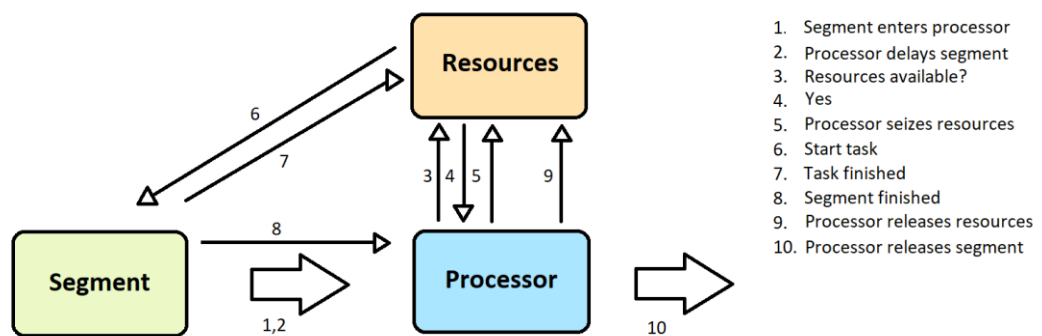 Resources
1. Segment enters processor
2. Processor delays segment
3. Resources available?
4. Yes
5. Processor seizes resources
6. Start task
7. Task finished
8. Segment finished
9. Processor releases resources
10. Processor releases segment
6
7
3
4
5
9
8
Segment
Processor
1,2
10